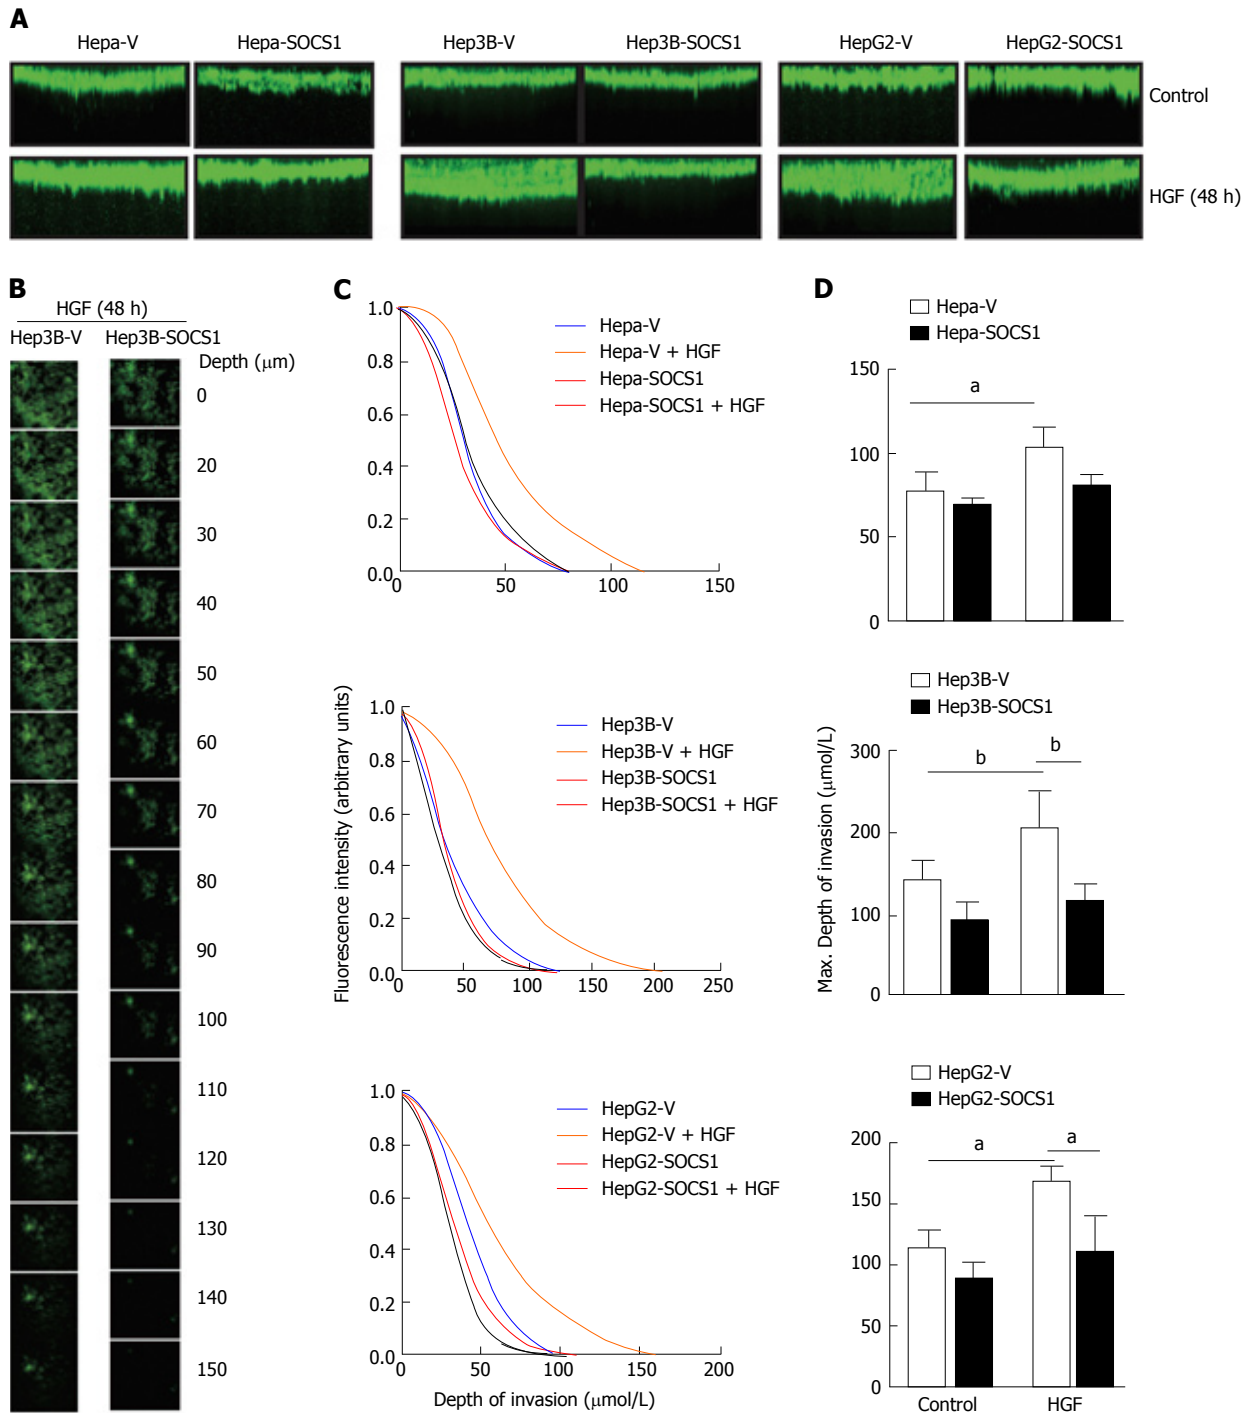 A
Hepa-V Hepa-SOCS1 Hep3B-V Hep3B-SOCS1 HepG2-V HepG2-SOCS1
Control
HGF (48 h)
B
HGF (48 h)
Hep3B-V Hep3B-SOCS1
Depth (μm)
0
20
30
40
50
60
70
80
90
100
110
120
130
140
150
C
1.0
0.8
0.6
0.4
0.2
0.0
0 50 100 150
Hepa-V
Hepa-V + HGF
Hepa-SOCS1
Hepa-SOCS1 + HGF
Fluorescence intensity (arbitrary units)
1.0
0.8
0.6
0.4
0.2
0.0
0 50 100 150 200 250
Hep3B-V
Hep3B-V + HGF
Hep3B-SOCS1
Hep3B-SOCS1 + HGF
1.0
0.8
0.6
0.4
0.2
0.0
0 50 100 150 200
HepG2-V
HepG2-V + HGF
HepG2-SOCS1
HepG2-SOCS1 + HGF
Depth of invasion (μmol/L)
D
Hepa-V
Hepa-SOCS1
150
100
50
0
a
Max. Depth of invasion (μmol/L)
Hep3B-V
Hep3B-SOCS1
300
200
100
0
b
b
HepG2-V
HepG2-SOCS1
200
150
100
50
0
a
a
Control HGF